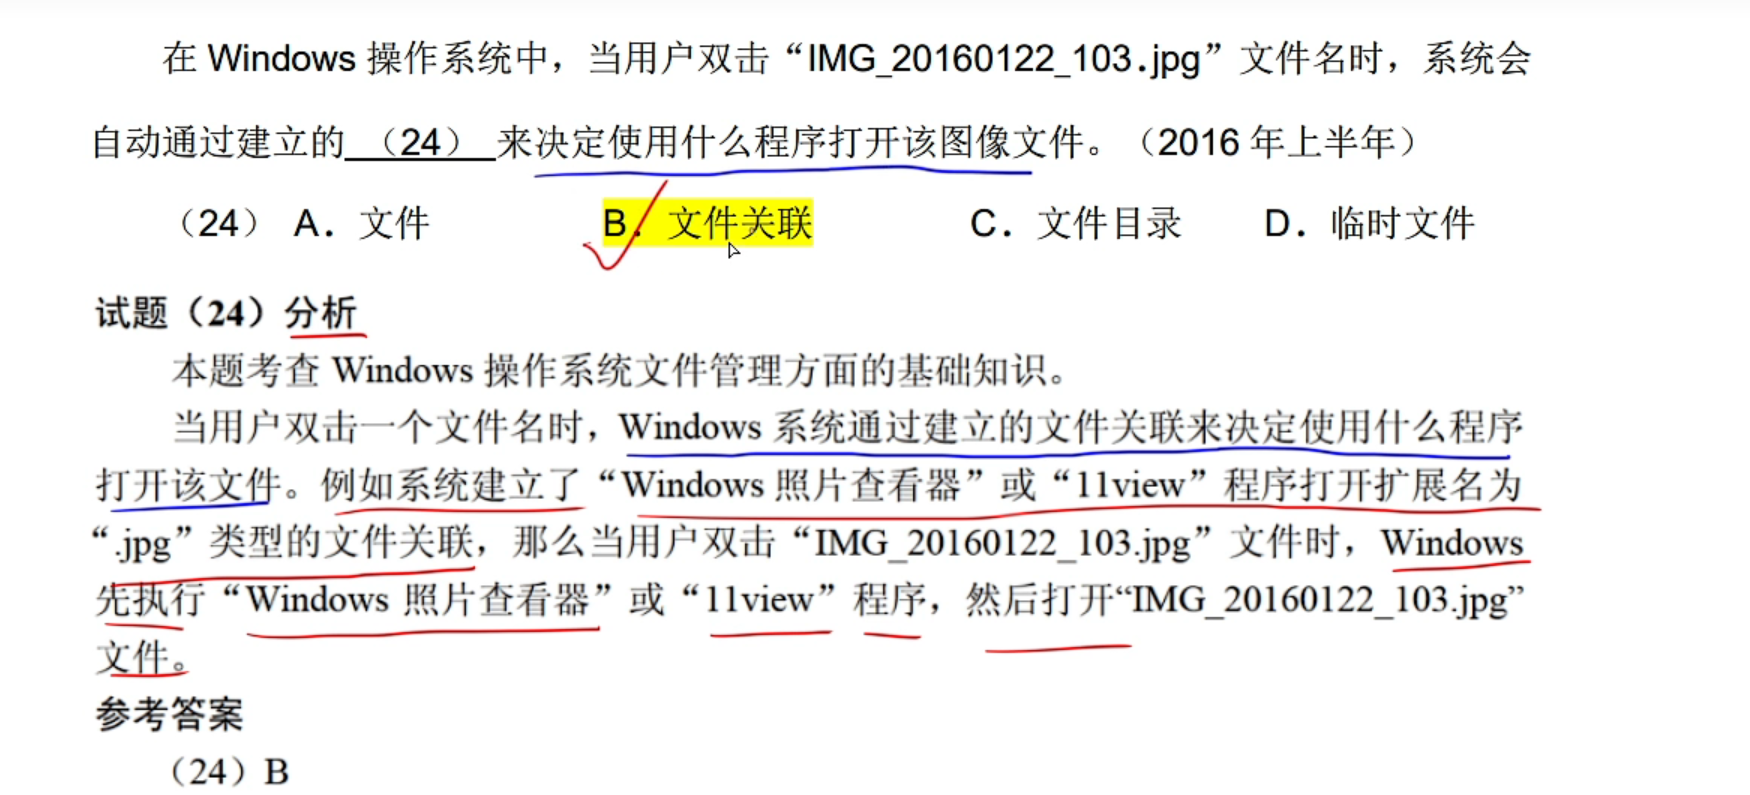 在 Windows 操作系统中，当用户双击“IMG_20160122_103.jpg”文件名时，系统会
自动通过建立的 （24） 来决定使用什么程序打开该图像文件。（2016 年上半年）
（24） A．文件 B．文件关联 C．文件目录 D．临时文件
试题（24）分析
本题考查 Windows 操作系统文件管理方面的基础知识。
当用户双击一个文件名时，Windows 系统通过建立的文件关联来决定使用什么程序
打开该文件。例如系统建立了“Windows 照片查看器”或“11view”程序打开扩展名为
“.jpg”类型的文件关联，那么当用户双击“IMG_20160122_103.jpg”文件时，Windows
先执行“Windows 照片查看器”或“11view”程序，然后打开“IMG_20160122_103.jpg”
文件。
参考答案
（24）B